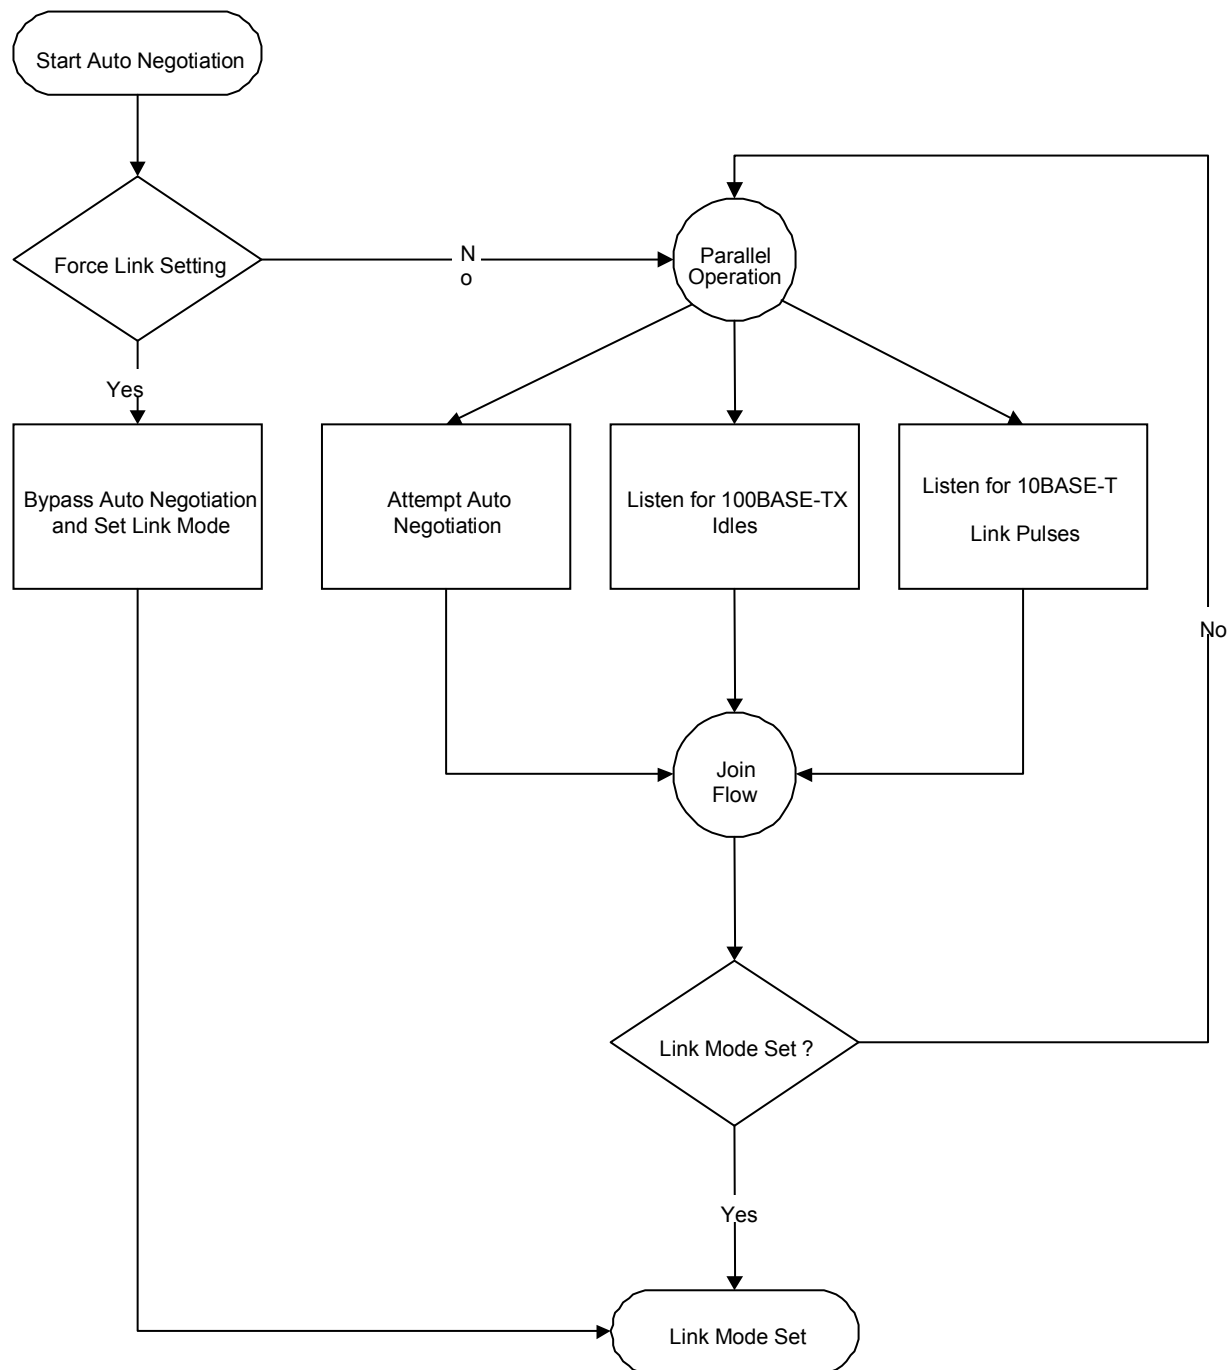 Start Auto Negotiation
Force Link Setting
N
o
Parallel
Operation
Yes
Bypass Auto Negotiation
and Set Link Mode
Attempt Auto
Negotiation
Listen for 100BASE-TX
Idles
Listen for 10BASE-T
Link Pulses
No
Join
Flow
Link Mode Set ?
Yes
Link Mode Set